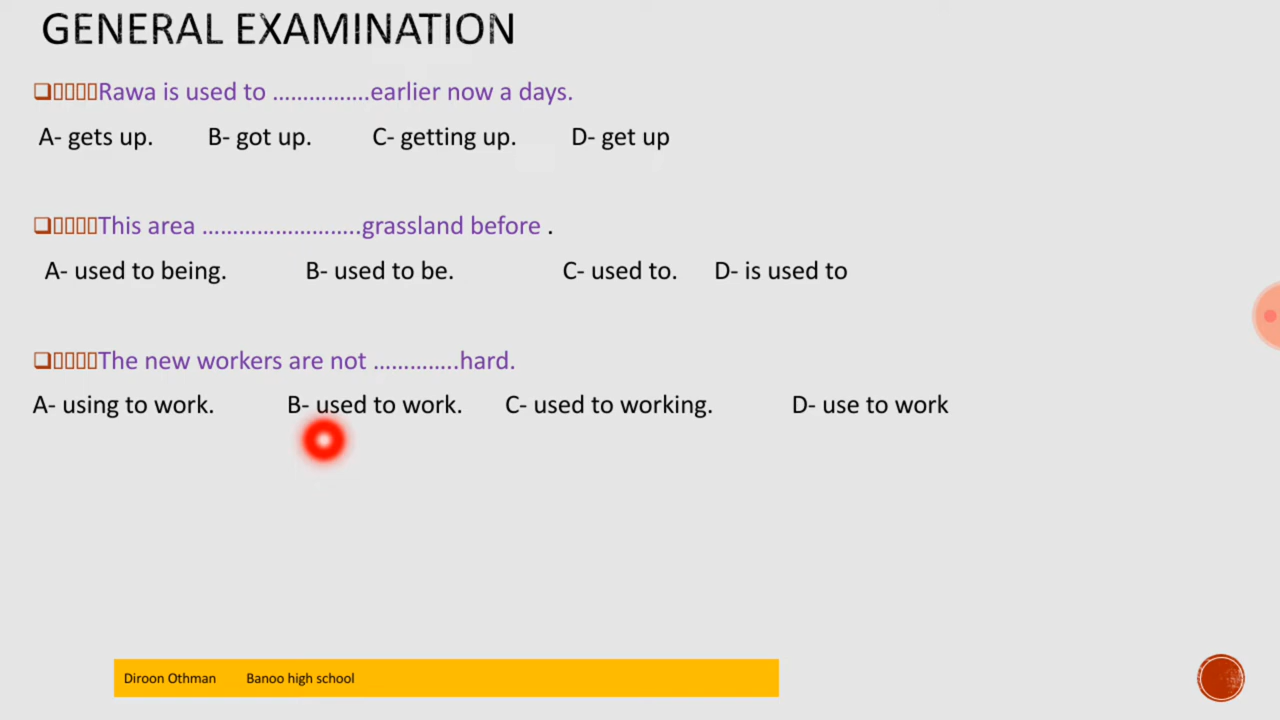 GENERAL EXAMINATION
Rawa is used to …………….earlier now a days.
A- gets up. B- got up. C- getting up. D- get up
This area ……………………..grassland before .
A- used to being. B- used to be. C- used to. D- is used to
The new workers are not …………..hard.
A- using to work. B- used to work. C- used to working. D- use to work
Diroon Othman Banoo high school